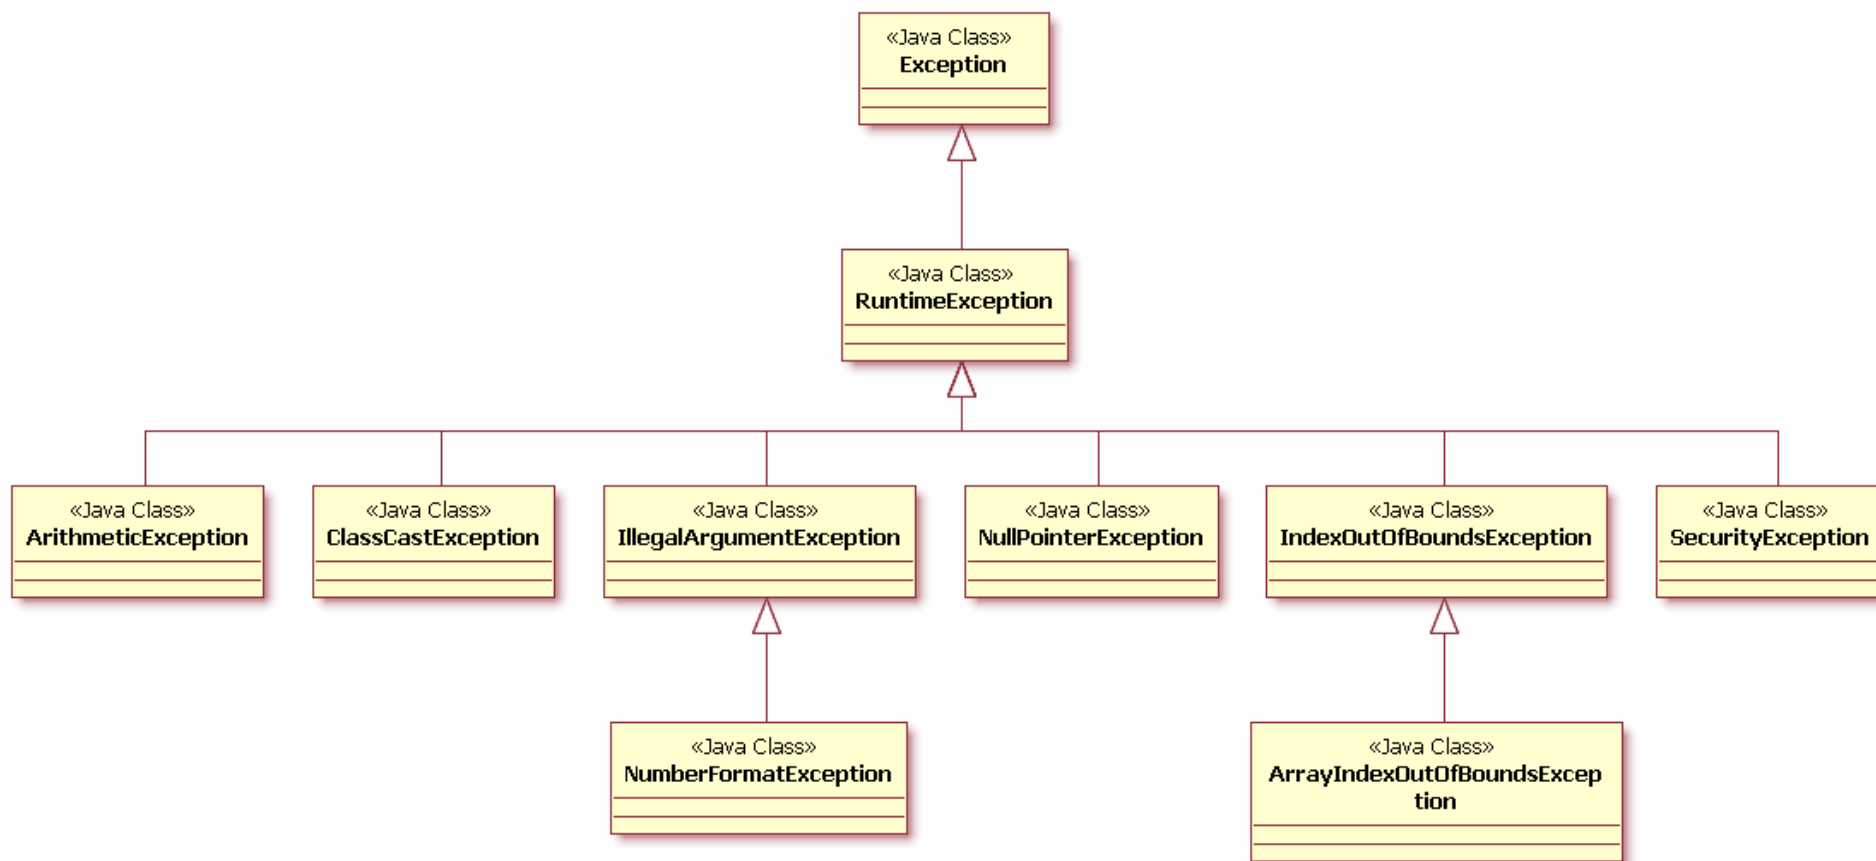 «Java Class»
Exception
«Java Class»
RuntimeException
«Java Class»
ArithmeticException
«Java Class»
ClassCastException
«Java Class»
IllegalArgumentException
«Java Class»
NullPointerException
«Java Class»
IndexOutOfBoundsException
«Java Class»
SecurityException
«Java Class»
NumberFormatException
«Java Class»
ArrayIndexOutOfBoundsExcep
tion